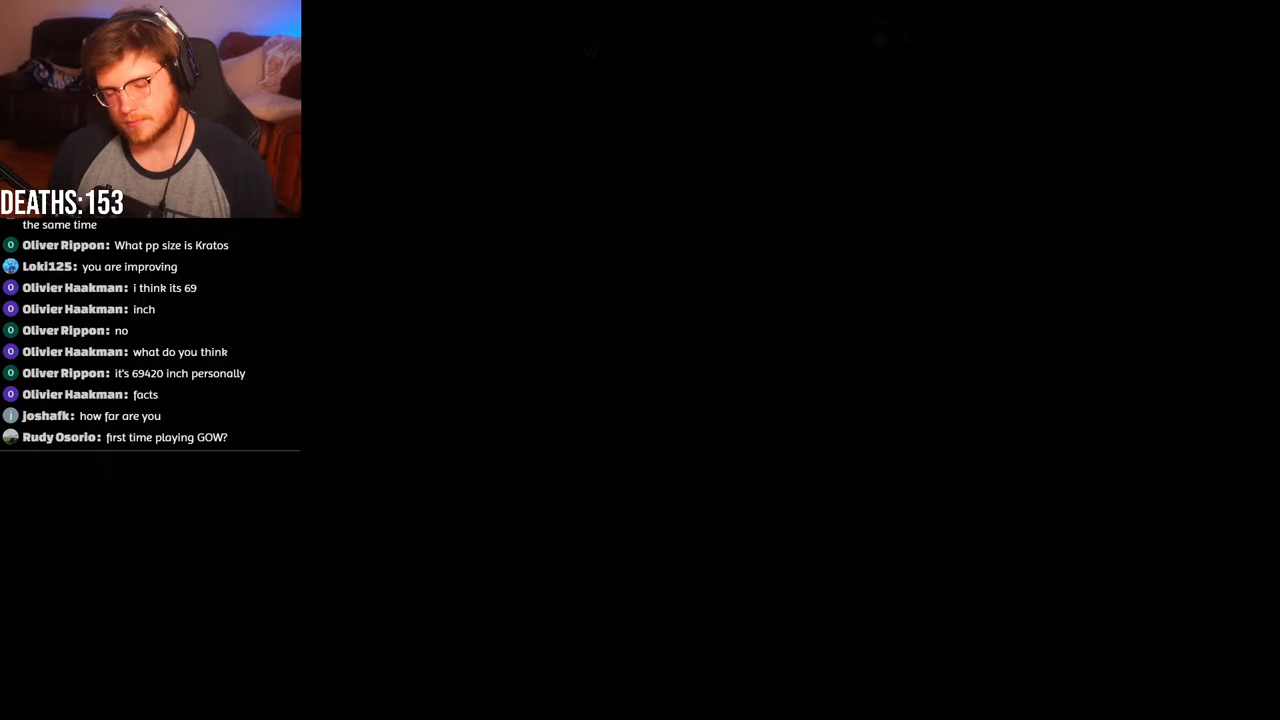 DEATHS:153
the same time
O Oliver Rippon: What pp size is Kratos
Loki125: you are improving
O Olivier Haakman: i think its 69
O Olivier Haakman: inch
O Oliver Rippon: no
O Olivier Haakman: what do you think
O Oliver Rippon: it's 69420 inch personally
O Olivier Haakman: facts
j joshafk: how far are you
Rudy Osorio: first time playing GOW?